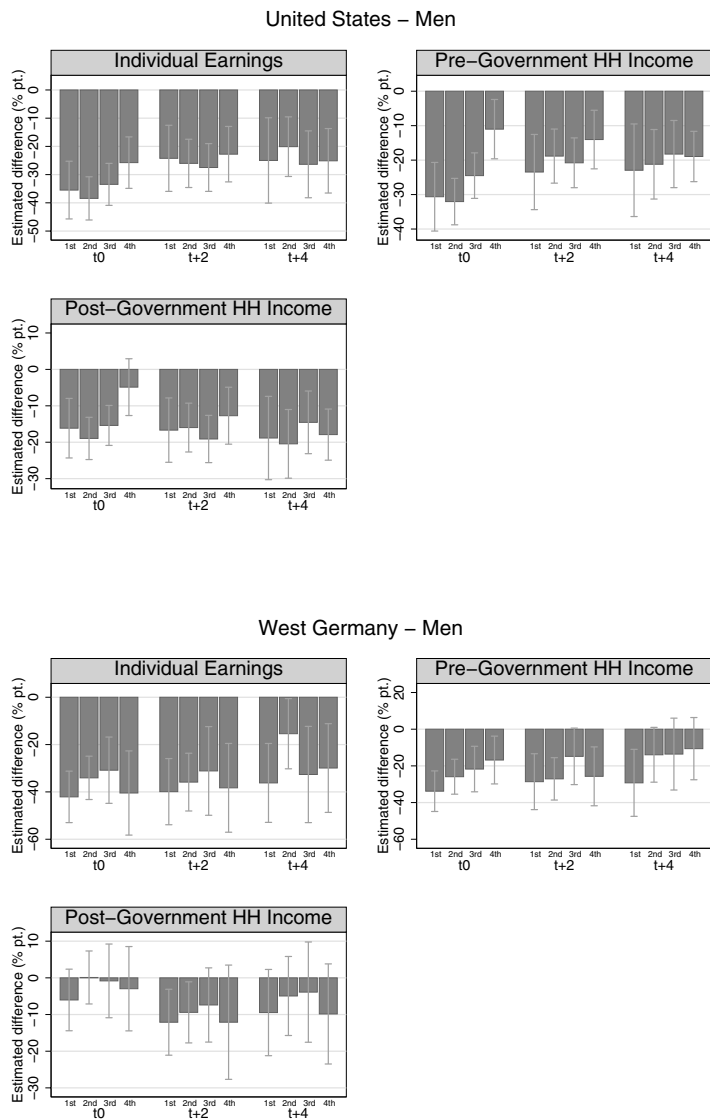 United States – Men
Individual Earnings
Estimated difference (% pt.)
0
−10
−20
−30
−40
−50
1st 2nd 3rd 4th 1st 2nd 3rd 4th 1st 2nd 3rd 4th
t0 t+2 t+4
Pre−Government HH Income
Estimated difference (% pt.)
0
−10
−20
−30
−40
1st 2nd 3rd 4th 1st 2nd 3rd 4th 1st 2nd 3rd 4th
t0 t+2 t+4
Post−Government HH Income
Estimated difference (% pt.)
10
0
−10
−20
−30
1st 2nd 3rd 4th 1st 2nd 3rd 4th 1st 2nd 3rd 4th
t0 t+2 t+4
West Germany – Men
Individual Earnings
Estimated difference (% pt.)
0
−20
−40
−60
1st 2nd 3rd 4th 1st 2nd 3rd 4th 1st 2nd 3rd 4th
t0 t+2 t+4
Pre−Government HH Income
Estimated difference (% pt.)
20
0
−20
−40
−60
1st 2nd 3rd 4th 1st 2nd 3rd 4th 1st 2nd 3rd 4th
t0 t+2 t+4
Post−Government HH Income
Estimated difference (% pt.)
10
0
−10
−20
−30
1st 2nd 3rd 4th 1st 2nd 3rd 4th 1st 2nd 3rd 4th
t0 t+2 t+4